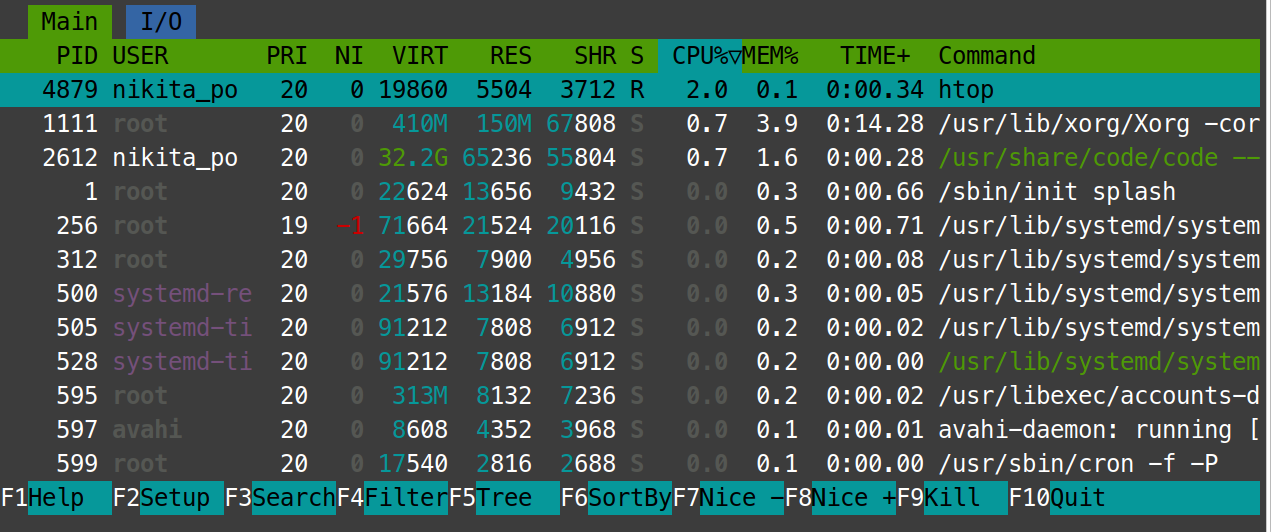 Main I/O
PID USER PRI NI VIRT RES SHR S CPU%▽MEM% TIME+ Command
4879 nikita_po 20 0 19860 5504 3712 R 2.0 0.1 0:00.34 htop
1111 root 20 0 410M 150M 67808 S 0.7 3.9 0:14.28 /usr/lib/xorg/Xorg -cor
2612 nikita_po 20 0 32.2G 65236 55804 S 0.7 1.6 0:00.28 /usr/share/code/code --
1 root 20 0 22624 13656 9432 S 0.0 0.3 0:00.66 /sbin/init splash
256 root 19 -1 71664 21524 20116 S 0.0 0.5 0:00.71 /usr/lib/systemd/system
312 root 20 0 29756 7900 4956 S 0.0 0.2 0:00.08 /usr/lib/systemd/system
500 systemd-re 20 0 21576 13184 10880 S 0.0 0.3 0:00.05 /usr/lib/systemd/system
505 systemd-ti 20 0 91212 7808 6912 S 0.0 0.2 0:00.02 /usr/lib/systemd/system
528 systemd-ti 20 0 91212 7808 6912 S 0.0 0.2 0:00.00 /usr/lib/systemd/system
595 root 20 0 313M 8132 7236 S 0.0 0.2 0:00.02 /usr/libexec/accounts-d
597 avahi 20 0 8608 4352 3968 S 0.0 0.1 0:00.01 avahi-daemon: running [
599 root 20 0 17540 2816 2688 S 0.0 0.1 0:00.00 /usr/sbin/cron -f -P
F1Help F2Setup F3SearchF4FilterF5Tree F6SortByF7Nice -F8Nice +F9Kill F10Quit